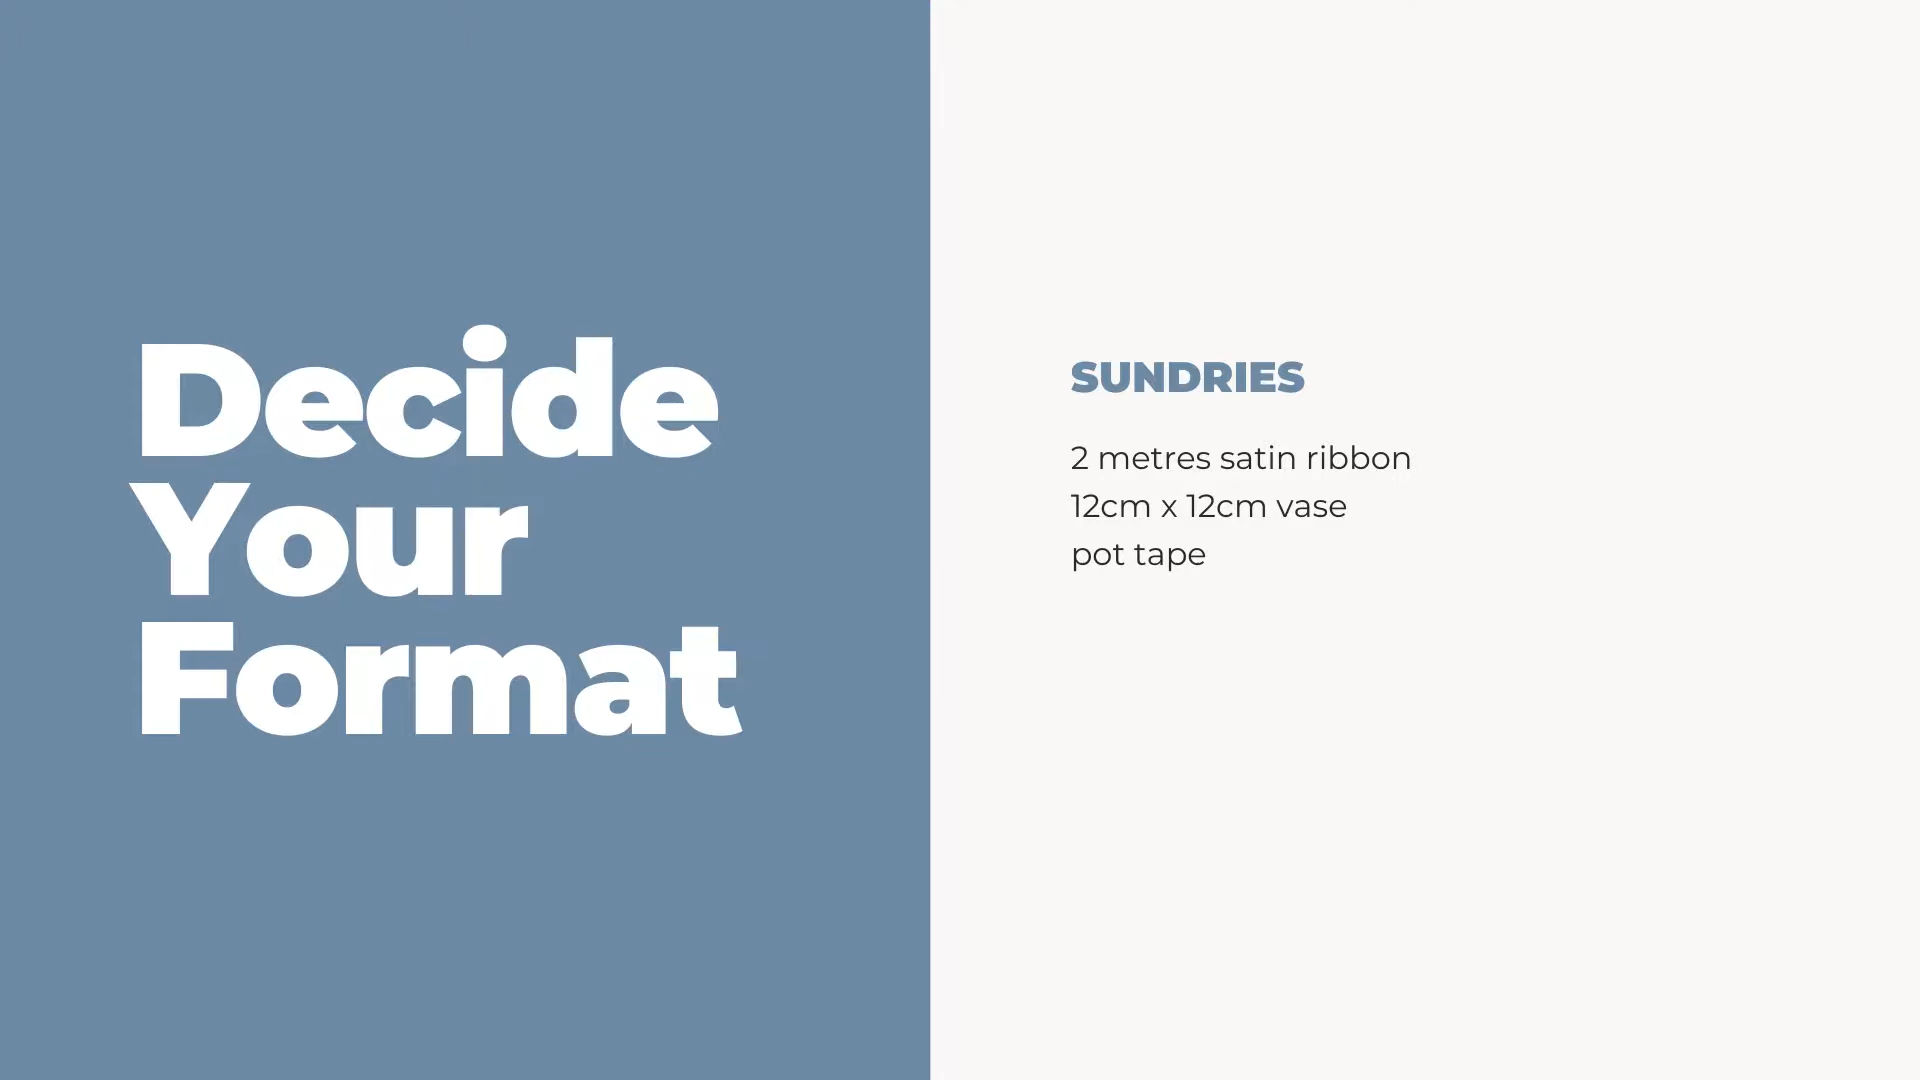 Decide
Your
Format
SUNDRIES
2 metres satin ribbon
12cm x 12cm vase
pot tape